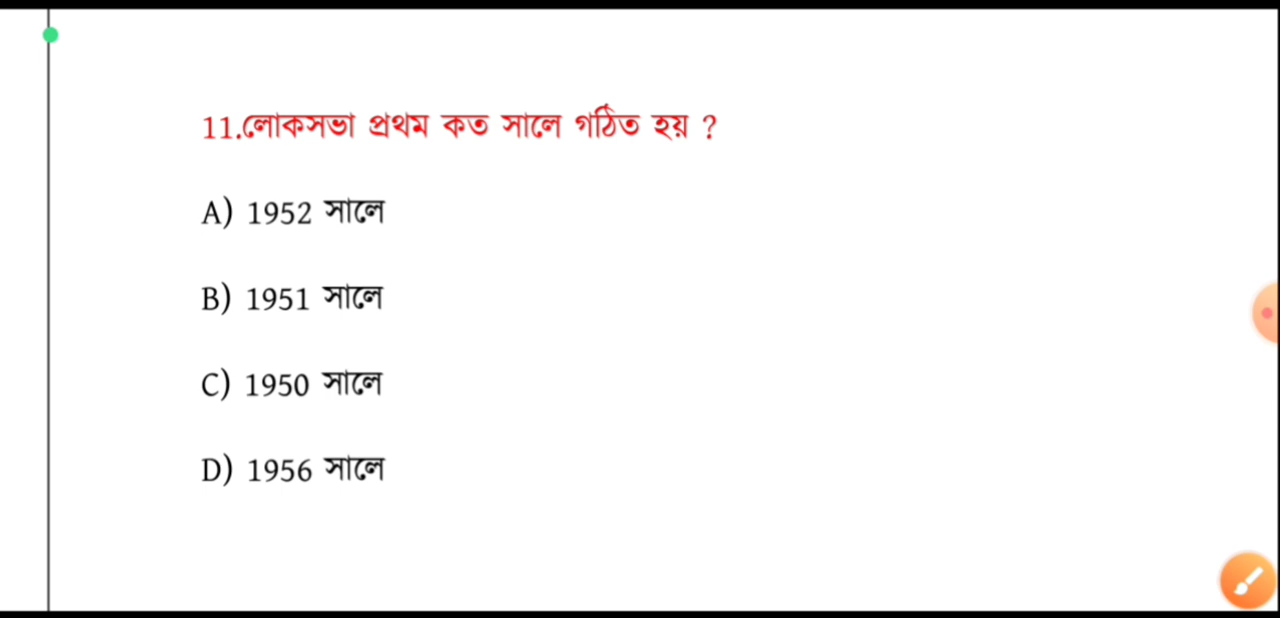 11.লোকসভা প্রথম কত সালে গঠিত হয় ?
A) 1952 সালে
B) 1951 সালে
C) 1950 সালে
D) 1956 সালে